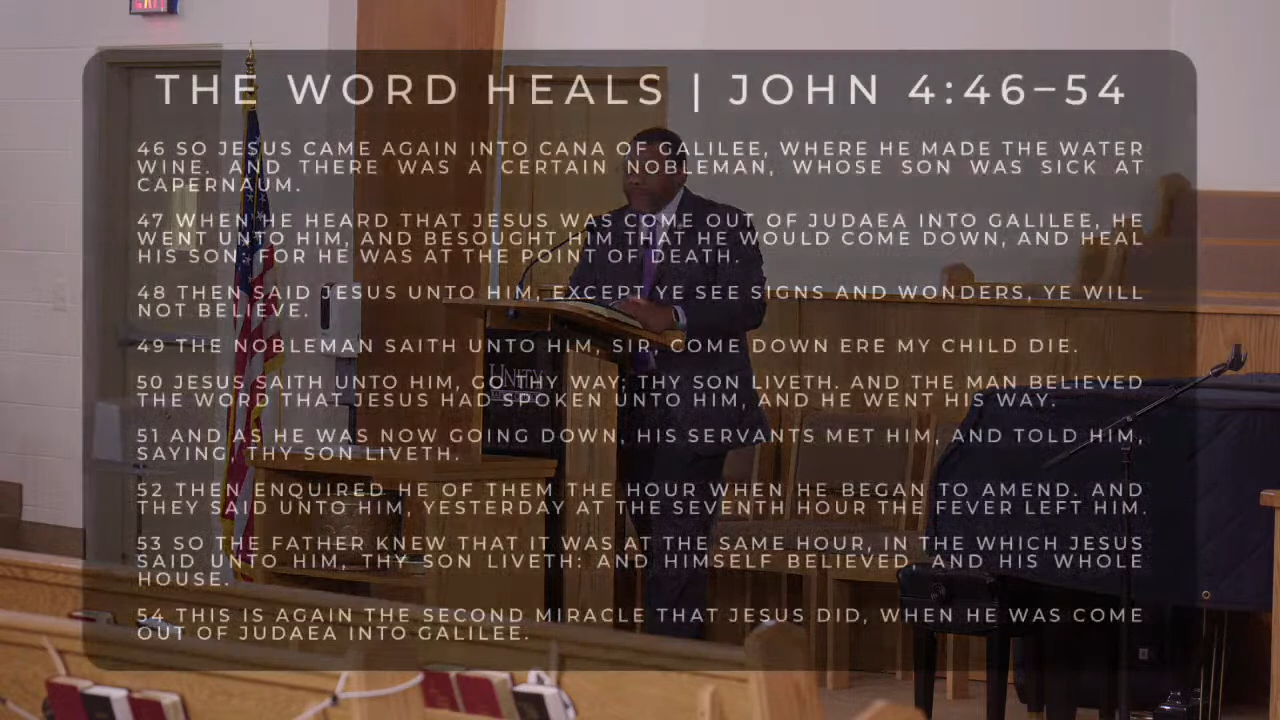 THE WORD HEALS | JOHN 4:46–54
46 SO JESUS CAME AGAIN INTO CANA OF GALILEE, WHERE HE MADE THE WATER
WINE. AND THERE WAS A CERTAIN NOBLEMAN, WHOSE SON WAS SICK AT
CAPERNAUM.
47 WHEN HE HEARD THAT JESUS WAS COME OUT OF JUDAEA INTO GALILEE, HE
WENT UNTO HIM, AND BESOUGHT HIM THAT HE WOULD COME DOWN, AND HEAL
HIS SON: FOR HE WAS AT THE POINT OF DEATH.
48 THEN SAID JESUS UNTO HIM, EXCEPT YE SEE SIGNS AND WONDERS, YE WILL
NOT BELIEVE.
49 THE NOBLEMAN SAITH UNTO HIM, SIR, COME DOWN ERE MY CHILD DIE.
50 JESUS SAITH UNTO HIM, GO THY WAY; THY SON LIVETH. AND THE MAN BELIEVED
THE WORD THAT JESUS HAD SPOKEN UNTO HIM, AND HE WENT HIS WAY.
51 AND AS HE WAS NOW GOING DOWN, HIS SERVANTS MET HIM, AND TOLD HIM,
SAYING, THY SON LIVETH.
52 THEN ENQUIRED HE OF THEM THE HOUR WHEN HE BEGAN TO AMEND. AND
THEY SAID UNTO HIM, YESTERDAY AT THE SEVENTH HOUR THE FEVER LEFT HIM.
53 SO THE FATHER KNEW THAT IT WAS AT THE SAME HOUR, IN THE WHICH JESUS
SAID UNTO HIM, THY SON LIVETH: AND HIMSELF BELIEVED, AND HIS WHOLE
HOUSE.
54 THIS IS AGAIN THE SECOND MIRACLE THAT JESUS DID, WHEN HE WAS COME
OUT OF JUDAEA INTO GALILEE.
UNITY